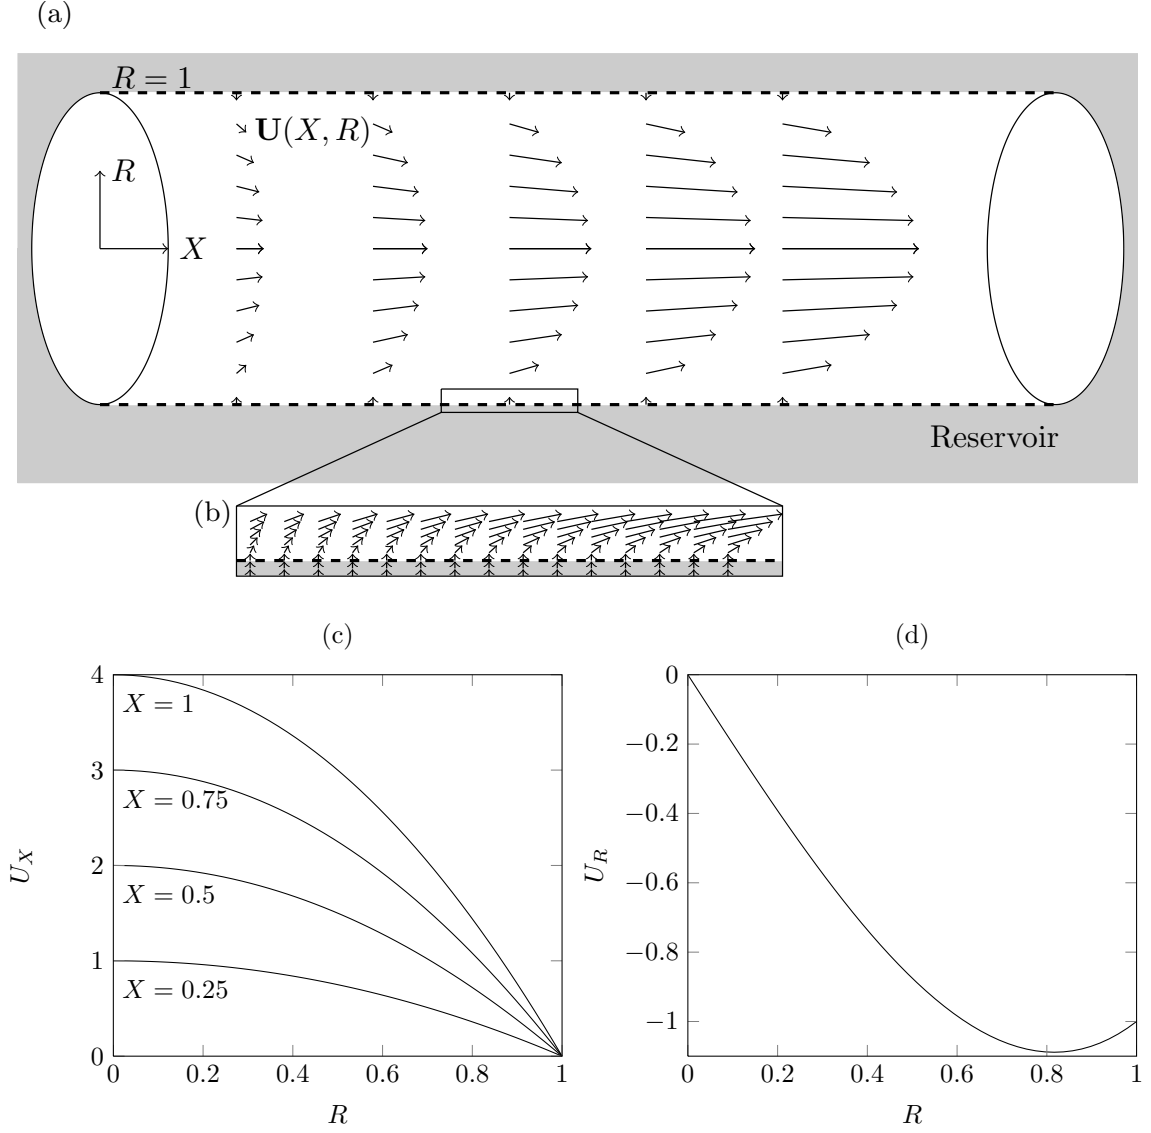 (a)
R = 1
U(X, R)
R
X
Reservoir
(b)
(c)
4
3
2
1
0
X = 1
X = 0.75
X = 0.5
X = 0.25
U_X
0 0.2 0.4 0.6 0.8 1
R
(d)
0
−0.2
−0.4
−0.6
−0.8
−1
U_R
0 0.2 0.4 0.6 0.8 1
R